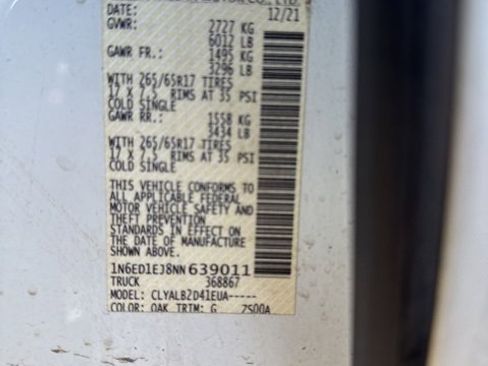 CO., LTD.
DATE: 12/21
GVWR: 2727 KG
6012 LB
GAWR FR.: 1495 KG
3296 LB
WITH 265/65R17 TIRES
17 X 7.5 RIMS AT 35 PSI
COLD SINGLE
GAWR RR.: 1558 KG
3434 LB
WITH 265/65R17 TIRES
17 X 7.5 RIMS AT 35 PSI
COLD SINGLE
THIS VEHICLE CONFORMS TO
ALL APPLICABLE FEDERAL
MOTOR VEHICLE SAFETY AND
THEFT PREVENTION
STANDARDS IN EFFECT ON
THE DATE OF MANUFACTURE
SHOWN ABOVE.
1N6ED1EJ8NN639011
TRUCK 368867
MODEL: CLYALB2D41EUA-----
COLOR: QAK TRIM: G 7S00A